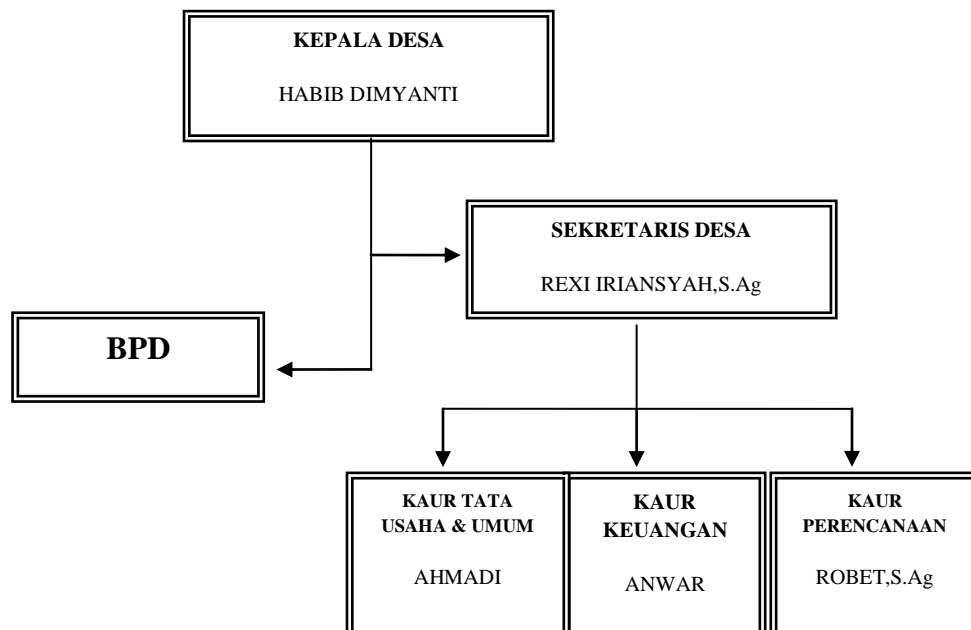 KEPALA DESA
HABIB DIMYANTI
SEKRETARIS DESA
REXI IRIANSYAH,S.Ag
BPD
KAUR TATA
USAHA & UMUM
AHMADI
KAUR
KEUANGAN
ANWAR
KAUR
PERENCANAAN
ROBET,S.Ag